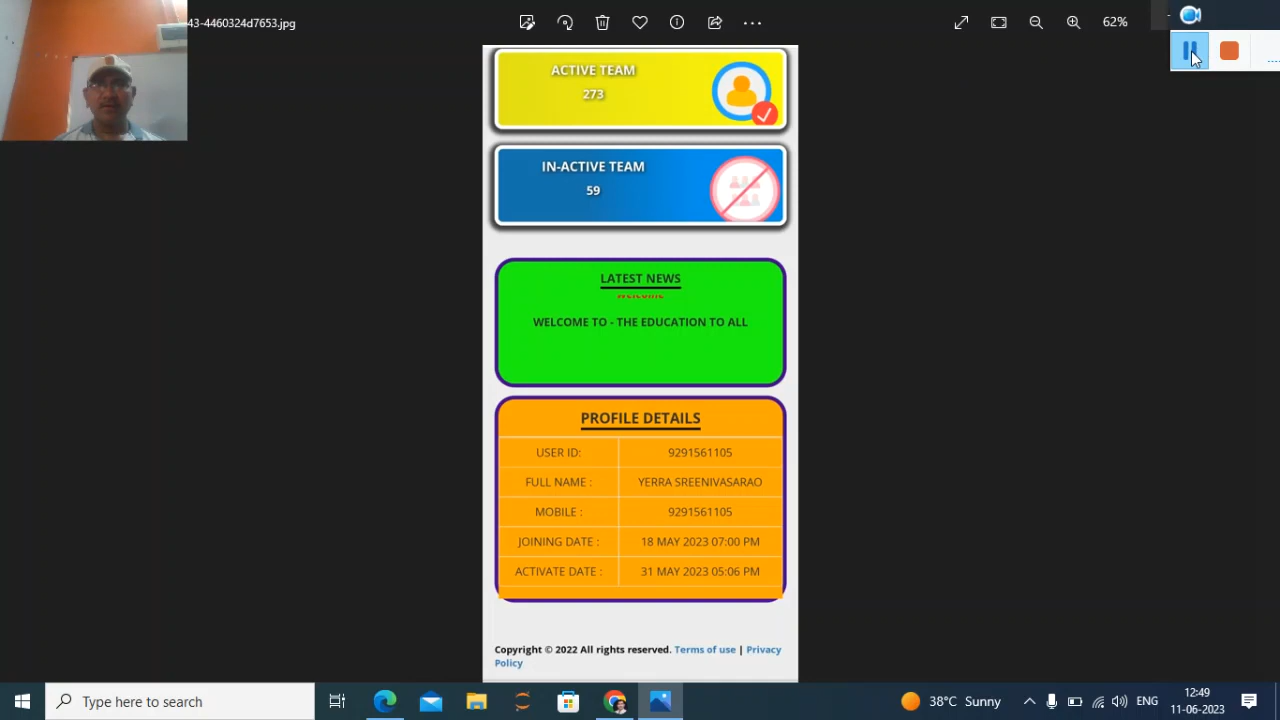 43-4460324d7653.jpg
62%
ACTIVE TEAM
273
IN-ACTIVE TEAM
59
LATEST NEWS
Welcome
WELCOME TO - THE EDUCATION TO ALL
PROFILE DETAILS
USER ID: 9291561105
FULL NAME : YERRA SREENIVASARAO
MOBILE : 9291561105
JOINING DATE : 18 MAY 2023 07:00 PM
ACTIVATE DATE : 31 MAY 2023 05:06 PM
Copyright © 2022 All rights reserved. Terms of use | Privacy
Policy
Type here to search
38°C Sunny
ENG
12:49
11-06-2023